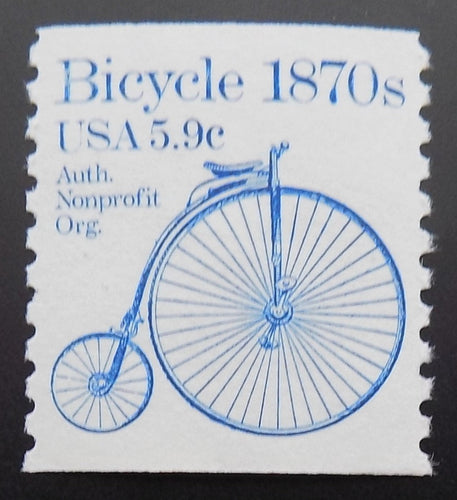 Bicycle 1870s
USA 5.9c
Auth.
Nonprofit
Org.